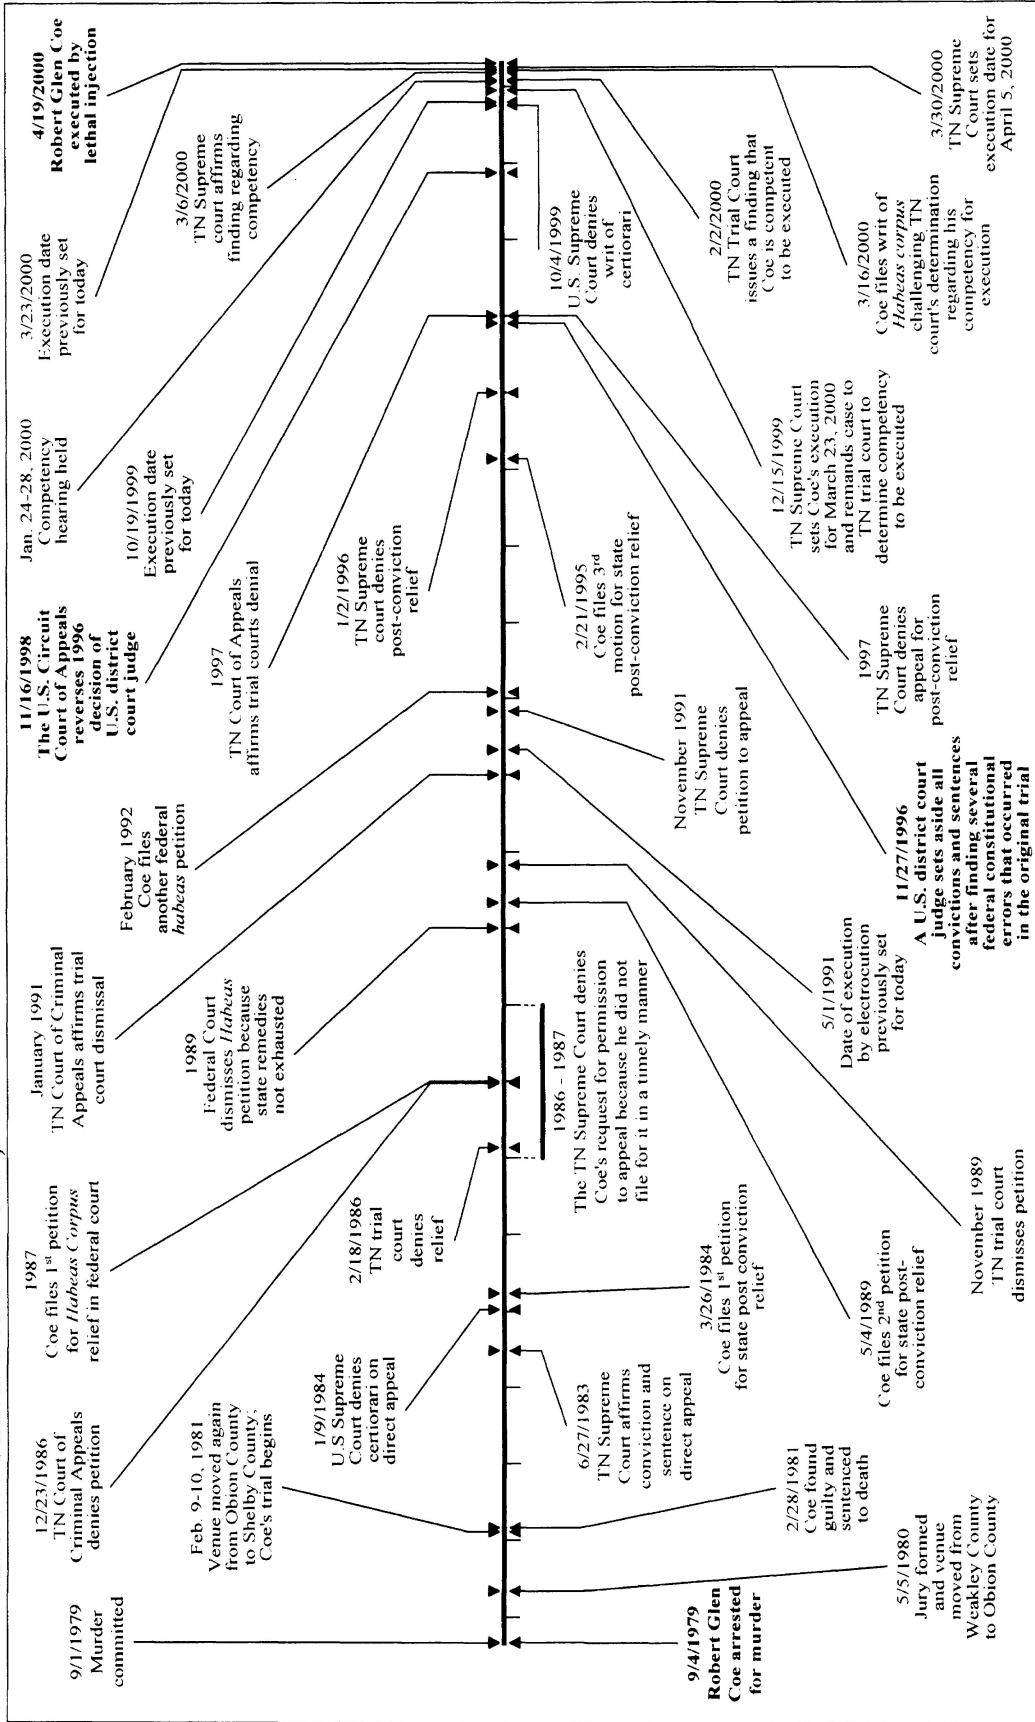 9/1/1979
Murder
committed
12/23/1986
TN Court of
Criminal Appeals
denies petition
1987
Coe files 1st petition
for Habeas Corpus
relief in federal court
January 1991
TN Court of Criminal
Appeals affirms trial
court dismissal
February 1992
Coe files
another federal
habeas petition
11/16/1998
The U.S. Circuit
Court of Appeals
reverses 1996
decision of
U.S. district
court judge
Jan. 24-28, 2000
Competency
hearing held
3/23/2000
Execution date
previously set
for today
4/19/2000
Robert Glen Coe
executed by
lethal injection
Feb. 9-10, 1981
Venue moved again
from Obion County
to Shelby County;
Coe's trial begins
1/9/1984
U.S Supreme
Court denies
certiorari on
direct appeal
2/18/1986
TN trial
court
denies
relief
1989
Federal Court
dismisses Habeas
petition because
state remedies
not exhausted
1997
TN Court of Appeals
affirms trial courts denial
10/19/1999
Execution date
previously set
for today
1/2/1996
TN Supreme
court denies
post-conviction
relief
3/6/2000
TN Supreme
court affirms
finding regarding
competency
9/4/1979
Robert Glen
Coe arrested
for murder
5/5/1980
Jury formed
and venue
moved from
Weakley County
to Obion County
2/28/1981
Coe found
guilty and
sentenced
to death
6/27/1983
TN Supreme
Court affirms
conviction and
sentence on
direct appeal
3/26/1984
Coe files 1st petition
for state post conviction
relief
1986 - 1987
The TN Supreme Court denies
Coe's request for permission
to appeal because he did not
file for it in a timely manner
5/4/1989
Coe files 2nd petition
for state post-
conviction relief
November 1989
TN trial court
dismisses petition
5/1/1991
Date of execution
by electrocution
previously set
for today
November 1991
TN Supreme
Court denies
petition to appeal
2/21/1995
Coe files 3rd
motion for state
post-conviction relief
11/27/1996
A U.S. district court
judge sets aside all
convictions and sentences
after finding several
federal constitutional
errors that occurred
in the original trial
1997
TN Supreme
Court denies
appeal for
post-conviction
relief
10/4/1999
U.S. Supreme
Court denies
writ of
certiorari
12/15/1999
TN Supreme Court
sets Coe's execution
for March 23, 2000
and remands case to
TN trial court to
determine competency
to be executed
2/2/2000
TN Trial Court
issues a finding that
Coe is competent
to be executed
3/16/2000
Coe files writ of
Habeas corpus
challenging TN
court's determination
regarding his
competency for
execution
3/30/2000
TN Supreme
Court sets
execution date for
April 5, 2000